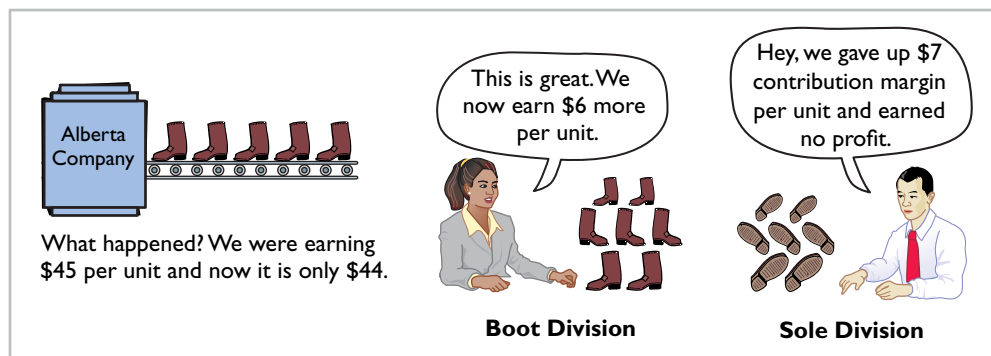 Alberta
Company
What happened? We were earning
$45 per unit and now it is only $44.
This is great. We
now earn $6 more
per unit.
Boot Division
Hey, we gave up $7
contribution margin
per unit and earned
no profit.
Sole Division